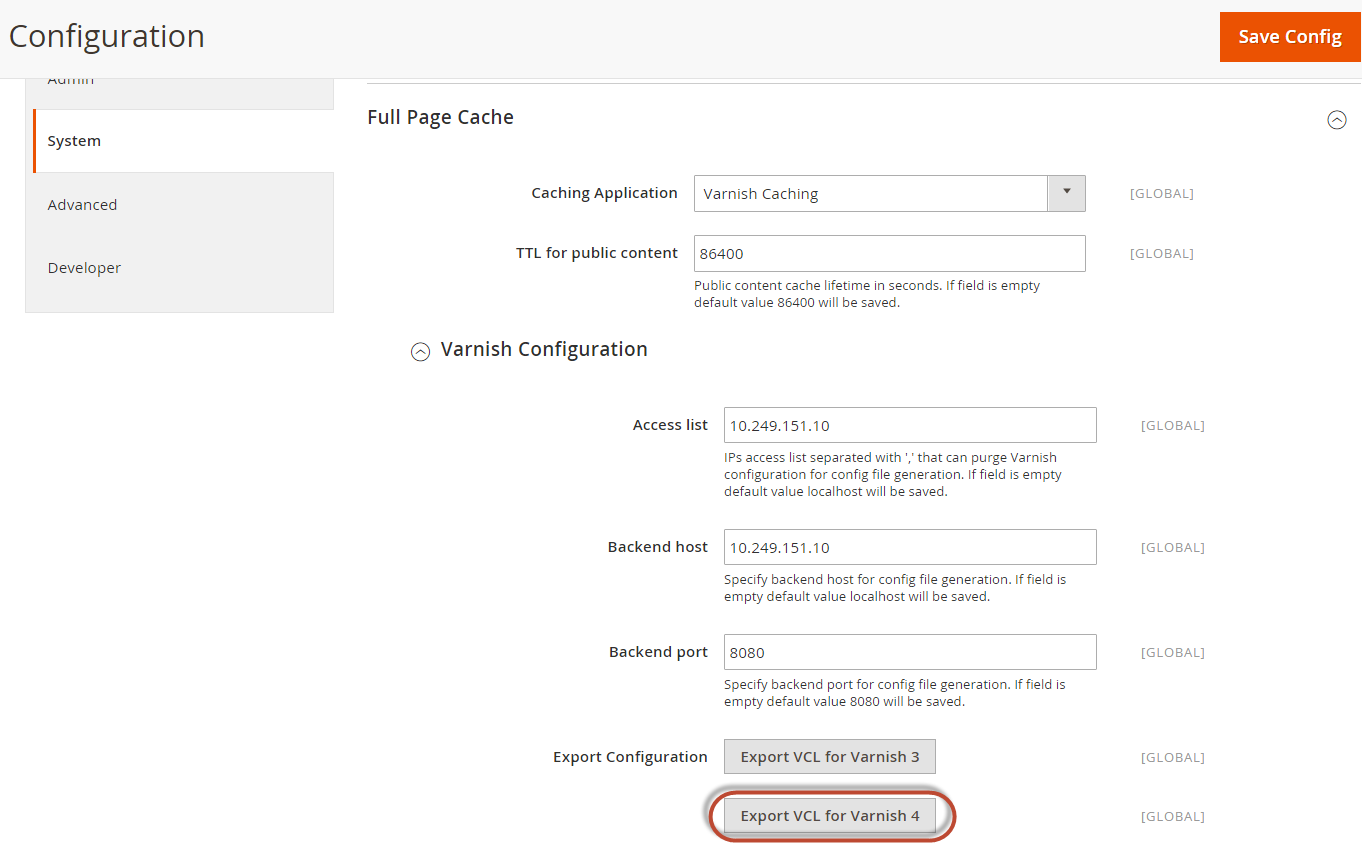 Configuration
Save Config
Admin
System
Advanced
Developer
Full Page Cache
Caching Application
Varnish Caching
[GLOBAL]
TTL for public content
86400
[GLOBAL]
Public content cache lifetime in seconds. If field is empty
default value 86400 will be saved.
Varnish Configuration
Access list
10.249.151.10
[GLOBAL]
IPs access list separated with ',' that can purge Varnish
configuration for config file generation. If field is empty
default value localhost will be saved.
Backend host
10.249.151.10
[GLOBAL]
Specify backend host for config file generation. If field is
empty default value localhost will be saved.
Backend port
8080
[GLOBAL]
Specify backend port for config file generation. If field is
empty default value 8080 will be saved.
Export Configuration
Export VCL for Varnish 3
[GLOBAL]
Export VCL for Varnish 4
[GLOBAL]